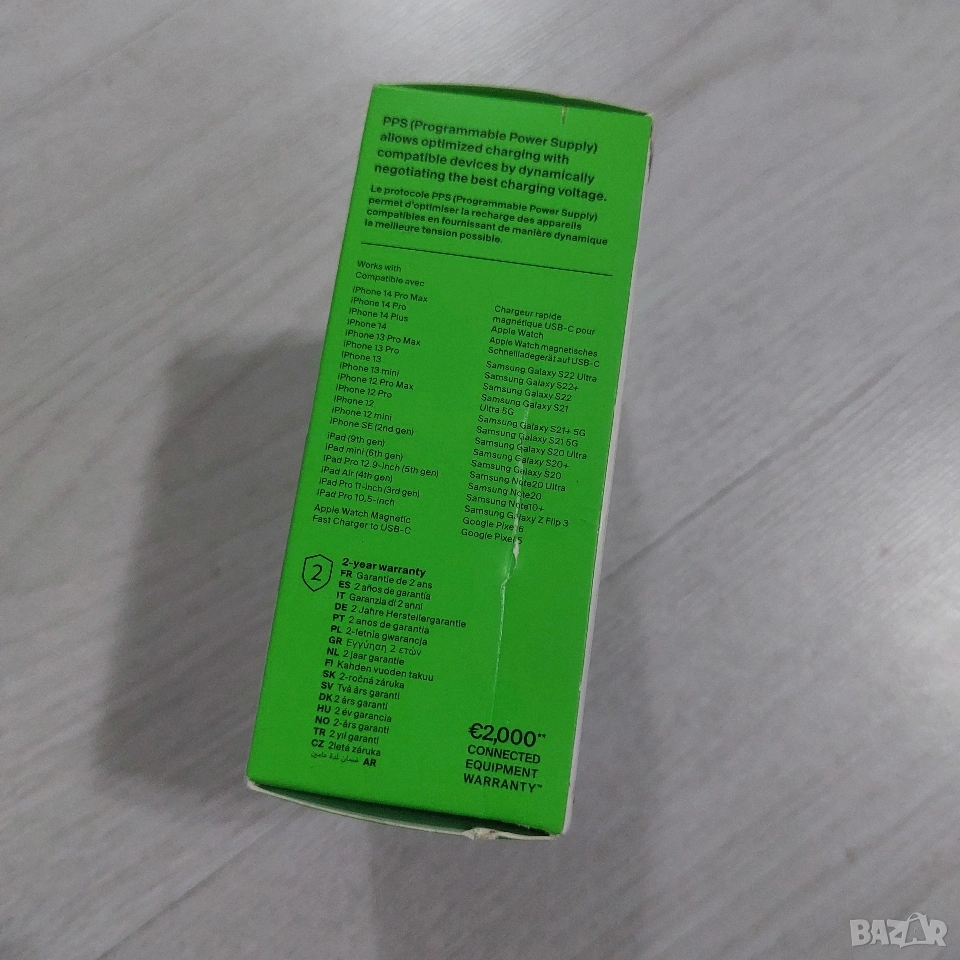 PPS (Programmable Power Supply)
allows optimized charging with
compatible devices by dynamically
negotiating the best charging voltage.
Le protocole PPS (Programmable Power Supply)
permet d'optimiser la recharge des appareils
compatibles en fournissant de manière dynamique
la meilleure tension possible.
Works with
Compatible avec
iPhone 14 Pro Max
iPhone 14 Pro
iPhone 14 Plus
iPhone 14
iPhone 13 Pro Max
iPhone 13 Pro
iPhone 13
iPhone 13 mini
iPhone 12 Pro Max
iPhone 12 Pro
iPhone 12
iPhone 12 mini
iPhone SE (2nd gen)
iPad (9th gen)
iPad mini (6th gen)
iPad Pro 12.9-inch (5th gen)
iPad Air (4th gen)
iPad Pro 11-inch (3rd gen)
iPad Pro 10.5-inch
Apple Watch Magnetic
Fast Charger to USB-C
Chargeur rapide
magnétique USB-C pour
Apple Watch
Apple Watch magnetisches
Schnellladegerät auf USB-C
Samsung Galaxy S22 Ultra
Samsung Galaxy S22+
Samsung Galaxy S22
Samsung Galaxy S21
Ultra 5G
Samsung Galaxy S21+ 5G
Samsung Galaxy S21 5G
Samsung Galaxy S20 Ultra
Samsung Galaxy S20+
Samsung Galaxy S20
Samsung Note20 Ultra
Samsung Note20
Samsung Note10+
Samsung Galaxy Z Flip 3
Google Pixel 6
Google Pixel 5
2
2-year warranty
FR Garantie de 2 ans
ES 2 años de garantía
IT Garanzia di 2 anni
DE 2 Jahre Herstellergarantie
PT 2 anos de garantia
PL 2-letnia gwarancja
GR Εγγύηση 2 ετών
NL 2 jaar garantie
FI Kahden vuoden takuu
SK 2-ročná záruka
SV Två års garanti
DK 2 års garanti
HU 2 év garancia
NO 2-års garanti
TR 2 yıl garanti
CZ 2letá záruka
ضمان لمدة عامين AR
€2,000**
CONNECTED
EQUIPMENT
WARRANTY™
BAZAR